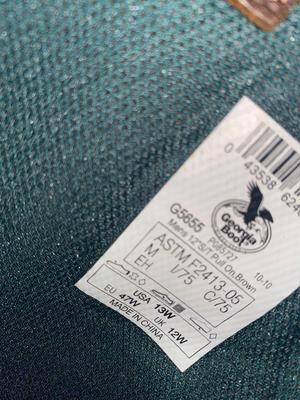 0 43538 624
Georgia
Boot
G5655 P085727 10-10
Mens 12" S/T Pull On, Brown
ASTM F2413-05
M I/75 C/75
EH
EU USA UK
47W 13W 12W
MADE IN CHINA